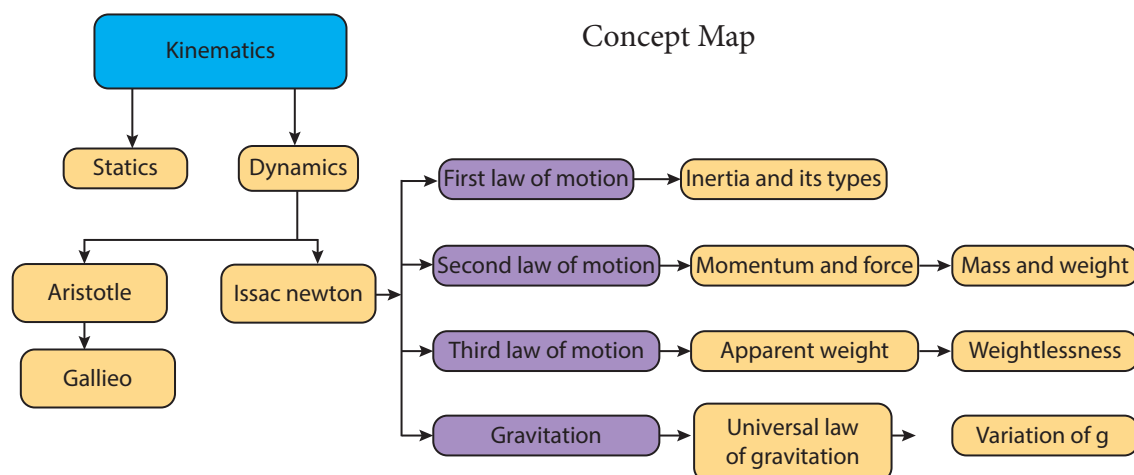 Concept Map
Kinematics
Statics
Dynamics
Aristotle
Gallieo
Issac newton
First law of motion
Inertia and its types
Second law of motion
Momentum and force
Mass and weight
Third law of motion
Apparent weight
Weightlessness
Gravitation
Universal law
of gravitation
Variation of g